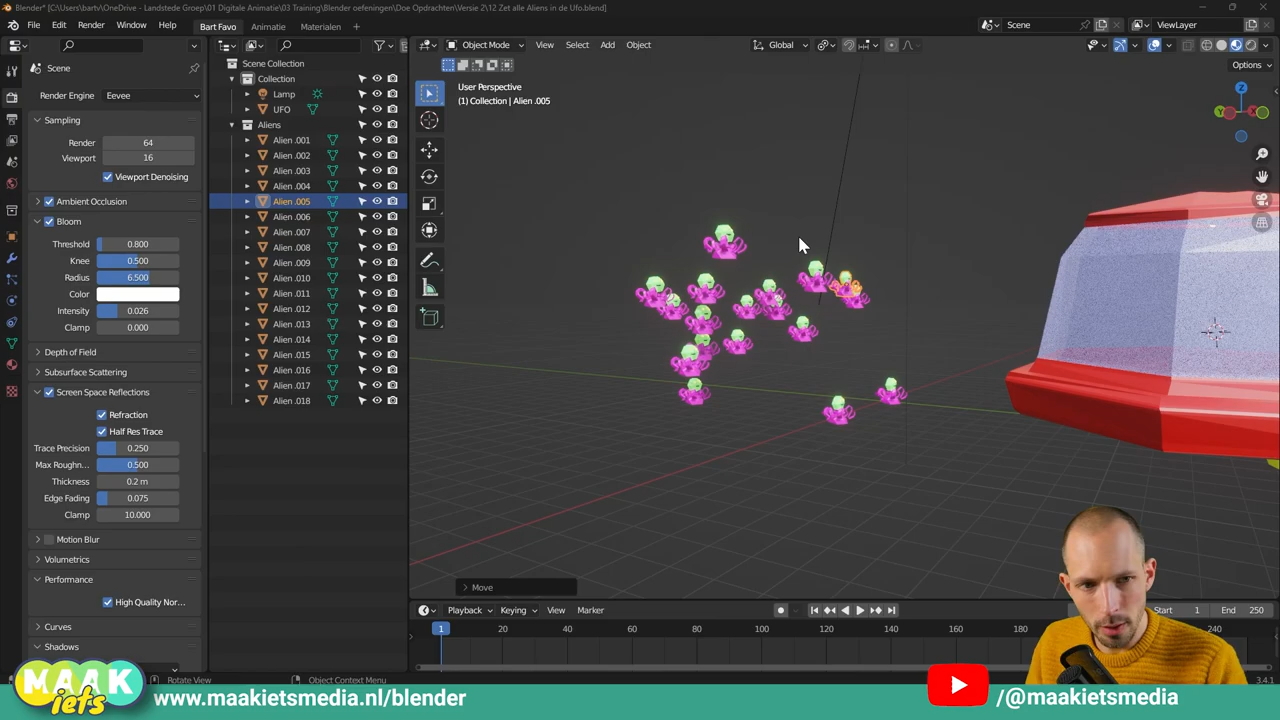 Blender* [C:\Users\bartv\OneDrive - Landstede Groep\01 Digitale Animatie\03 Training\Blender oefeningen\Doe Opdrachten\Versie 2\12 Zet alle Aliens in de Ufo.blend]
File Edit Render Window Help Bart Favo Animatie Materialen Scene ViewLayer
Object Mode View Select Add Object Global
Options
Scene
Render Engine Eevee
Sampling
Render 64
Viewport 16
Viewport Denoising
Ambient Occlusion
Bloom
Threshold 0.800
Knee 0.500
Radius 6.500
Color
Intensity 0.026
Clamp 0.000
Depth of Field
Subsurface Scattering
Screen Space Reflections
Refraction
Half Res Trace
Trace Precision 0.250
Max Roughn... 0.500
Thickness 0.2 m
Edge Fading 0.075
Clamp 10.000
Motion Blur
Volumetrics
Performance
High Quality Nor...
Curves
Shadows
Scene Collection
Collection
Lamp
UFO
Aliens
Alien .001
Alien .002
Alien .003
Alien .004
Alien .005
Alien .006
Alien .007
Alien .008
Alien .009
Alien .010
Alien .011
Alien .012
Alien .013
Alien .014
Alien .015
Alien .016
Alien .017
Alien .018
User Perspective
(1) Collection | Alien .005
Z
Y
X
Move
Playback Keying View Marker Start 1 End 250
1 20 40 60 80 100 120 140 160 180 240
Rotate View Object Context Menu 3.4.1
MAAK
iets
www.maakietsmedia.nl/blender
/@maakietsmedia